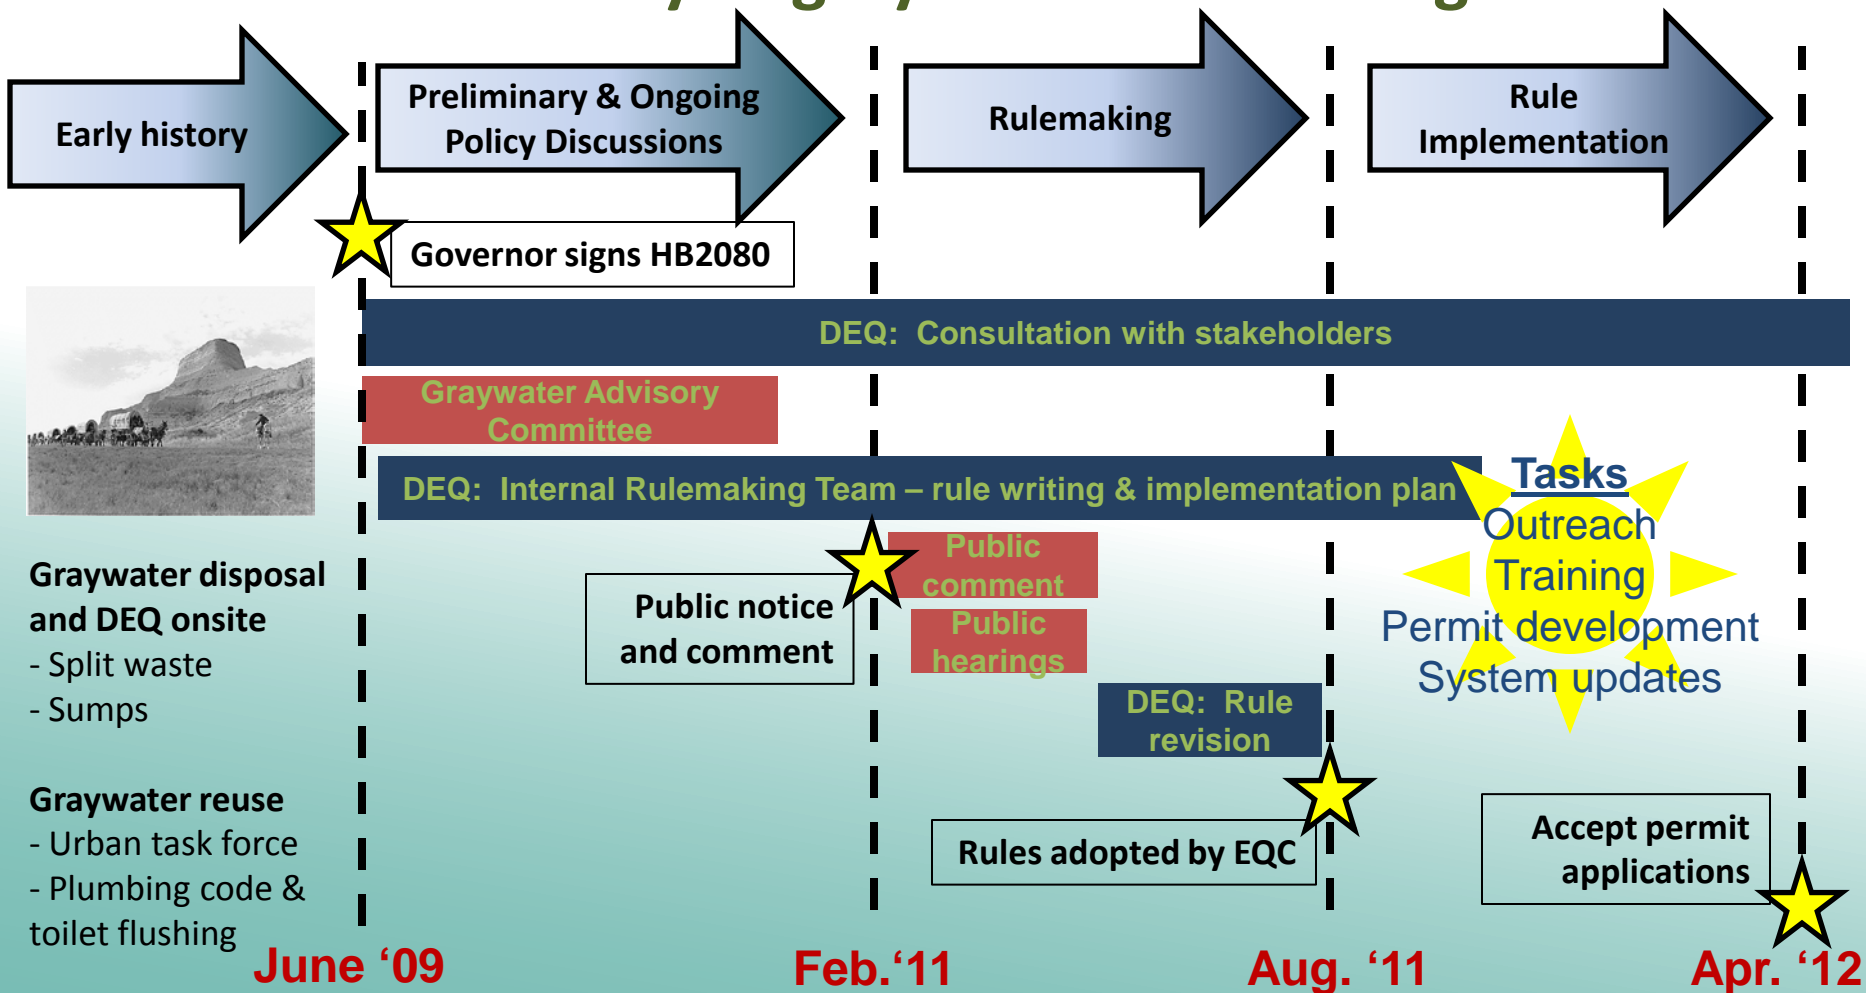 Early history
Preliminary & Ongoing
Policy Discussions
Rulemaking
Rule
Implementation
Governor signs HB2080
DEQ:  Consultation with stakeholders
Graywater Advisory
Committee
DEQ:  Internal Rulemaking Team – rule writing & implementation plan
Tasks
Outreach
Training
Permit development
System updates
Public notice
and comment
Public
comment
Public
hearings
DEQ:  Rule
revision
Rules adopted by EQC
Accept permit
applications
Graywater disposal
and DEQ onsite
- Split waste
- Sumps
Graywater reuse
- Urban task force
- Plumbing code &
toilet flushing
June ‘09
Feb.‘11
Aug. ‘11
Apr. ‘12